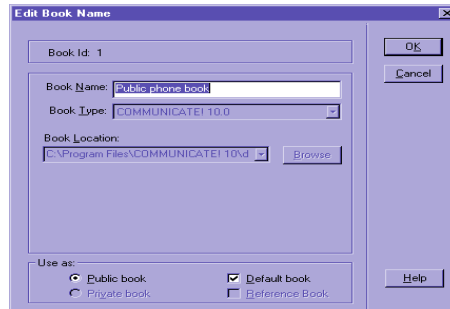 Edit Book Name
Book Id: 1
OK
Cancel
Book Name: Public phone book
Book Type: COMMUNICATE! 10.0
Book Location:
C:\Program Files\COMMUNICATE! 10\d Browse
Use as:
Public book Default book
Private book Reference Book
Help